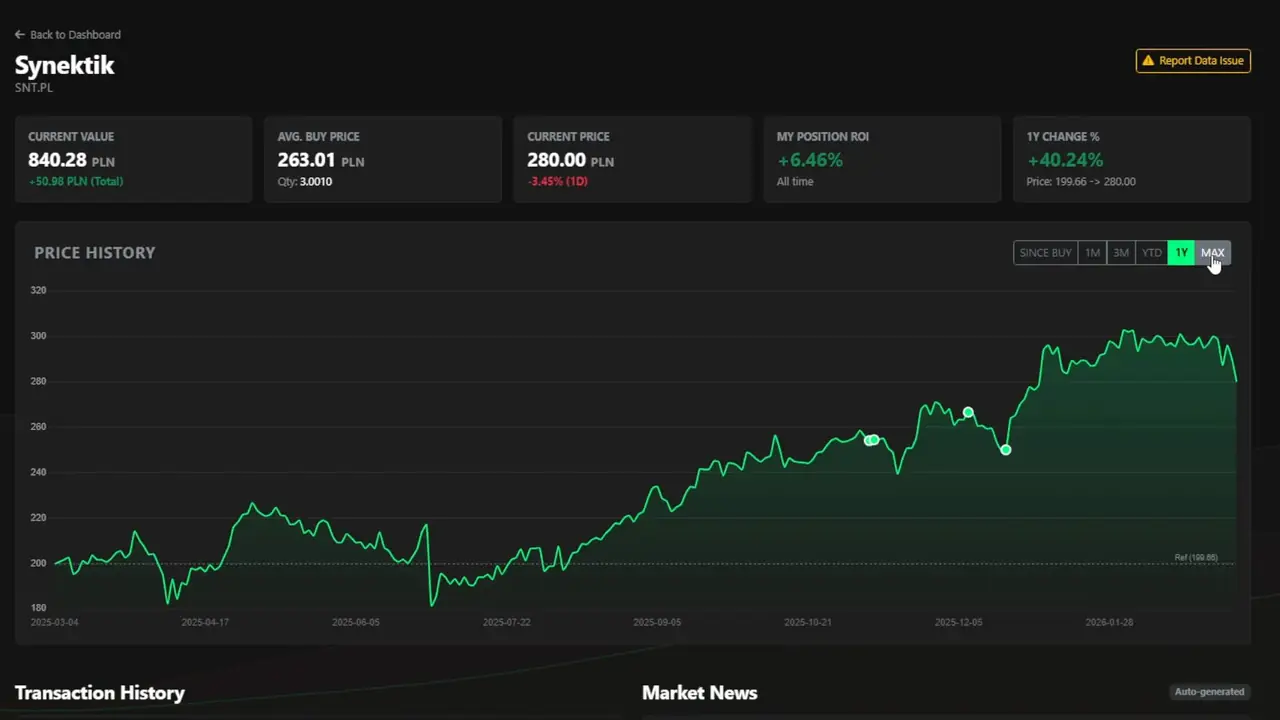 Back to Dashboard
Synektik
SNT.PL
Report Data Issue
CURRENT VALUE
840.28 PLN
+50.98 PLN (Total)
AVG. BUY PRICE
263.01 PLN
Qty: 3.0010
CURRENT PRICE
280.00 PLN
-3.45% (1D)
MY POSITION ROI
+6.46%
All time
1Y CHANGE %
+40.24%
Price: 199.66 -> 280.00
PRICE HISTORY
SINCE BUY 1M 3M YTD 1Y MAX
320
300
280
260
240
220
200
180
Ref (199.66)
2025-03-04 2025-04-17 2025-06-05 2025-07-22 2025-09-05 2025-10-21 2025-12-05 2026-01-28
Transaction History
Market News
Auto-generated